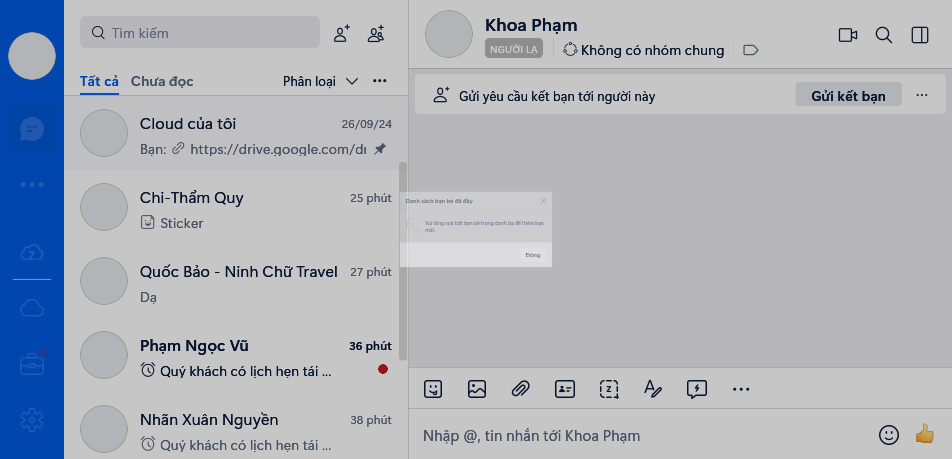 Tìm kiếm
Tất cả
Chưa đọc
Phân loại
Cloud của tôi
26/09/24
Bạn: https://drive.google.com/dr
Chi-Thẩm Quy
25 phút
Sticker
Quốc Bảo - Ninh Chữ Travel
27 phút
Dạ
Phạm Ngọc Vũ
36 phút
Quý khách có lịch hẹn tái ...
Nhãn Xuân Nguyền
38 phút
Quý khách có lịch hẹn tái ...
Khoa Phạm
NGƯỜI LẠ
Không có nhóm chung
Gửi yêu cầu kết bạn tới người này
Gửi kết bạn
Danh sách bạn bè đã đầy
Vui lòng xoá bớt bạn bè trong danh bạ để thêm bạn
mới.
Đóng
Nhập @, tin nhắn tới Khoa Phạm